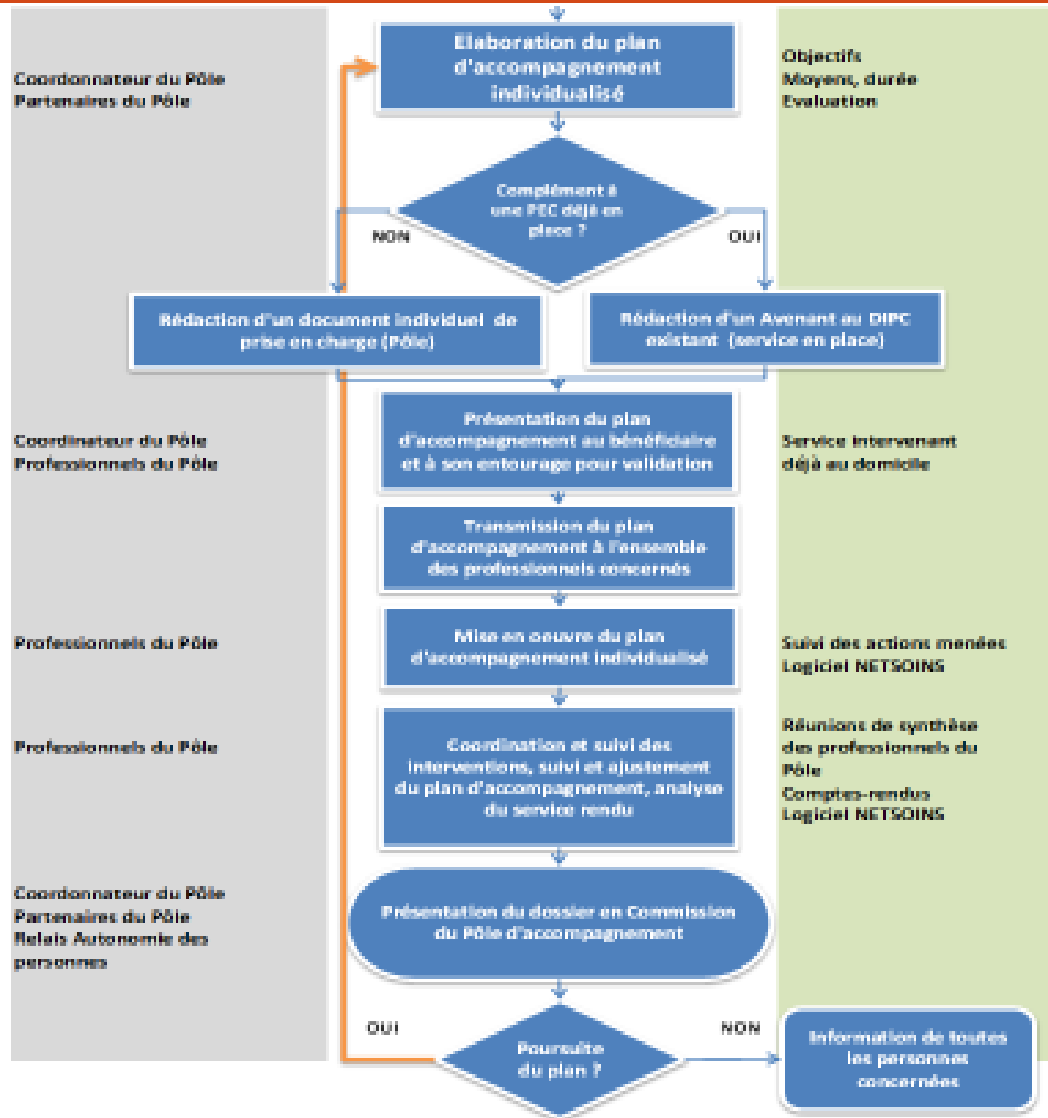 Elaboration du plan
d'accompagnement
individualisé
Coordonnateur du Pôle
Partenaires du Pôle
Objectifs
Moyens, durée
Evaluation
Complément à
une PEC déjà en
place ?
NON
OUI
Rédaction d'un document individuel de
prise en charge (Pôle)
Rédaction d'un Avenant au DIPC
existant (service en place)
Coordinateur du Pôle
Professionnels du Pôle
Présentation du plan
d'accompagnement au bénéficiaire
et à son entourage pour validation
Service intervenant
déjà au domicile
Transmission du plan
d'accompagnement à l'ensemble
des professionnels concernés
Professionnels du Pôle
Mise en oeuvre du plan
d'accompagnement individualisé
Suivi des actions menées
Logiciel NETSOINS
Professionnels du Pôle
Coordination et suivi des
interventions, suivi et ajustement
du plan d'accompagnement, analyse
du service rendu
Réunions de synthèse
des professionnels du
Pôle
Comptes-rendus
Logiciel NETSOINS
Coordonnateur du Pôle
Partenaires du Pôle
Relais Autonomie des
personnes
Présentation du dossier en Commission
du Pôle d'accompagnement
OUI
NON
Poursuite
du plan ?
Information de toutes
les personnes
concernées